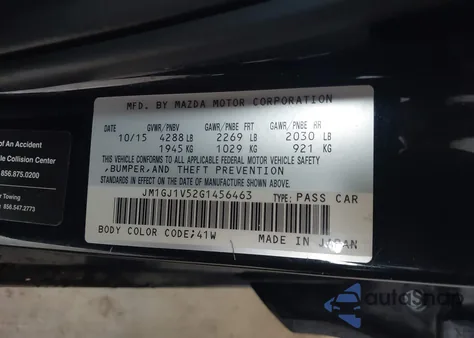 MFD. BY MAZDA MOTOR CORPORATION
GVWR/PNBV GAWR/PNBE FRT GAWR/PNBE RR
10/15 4288 LB 2269 LB 2030 LB
1945 KG 1029 KG 921 KG
THIS VEHICLE CONFORMS TO ALL APPLICABLE FEDERAL MOTOR VEHICLE SAFETY
,BUMPER,AND THEFT PREVENTION
STANDARDS IN EFFECT ON THE DATE OF MANUFACTURE SHOWN ABOVE.
JM1GJ1V52G1456463 TYPE: PASS CAR
BODY COLOR CODE;41W MADE IN JAPAN
of An Accident
Collision Center
856.875.0200
r Towing
856.547.2773
autosnap